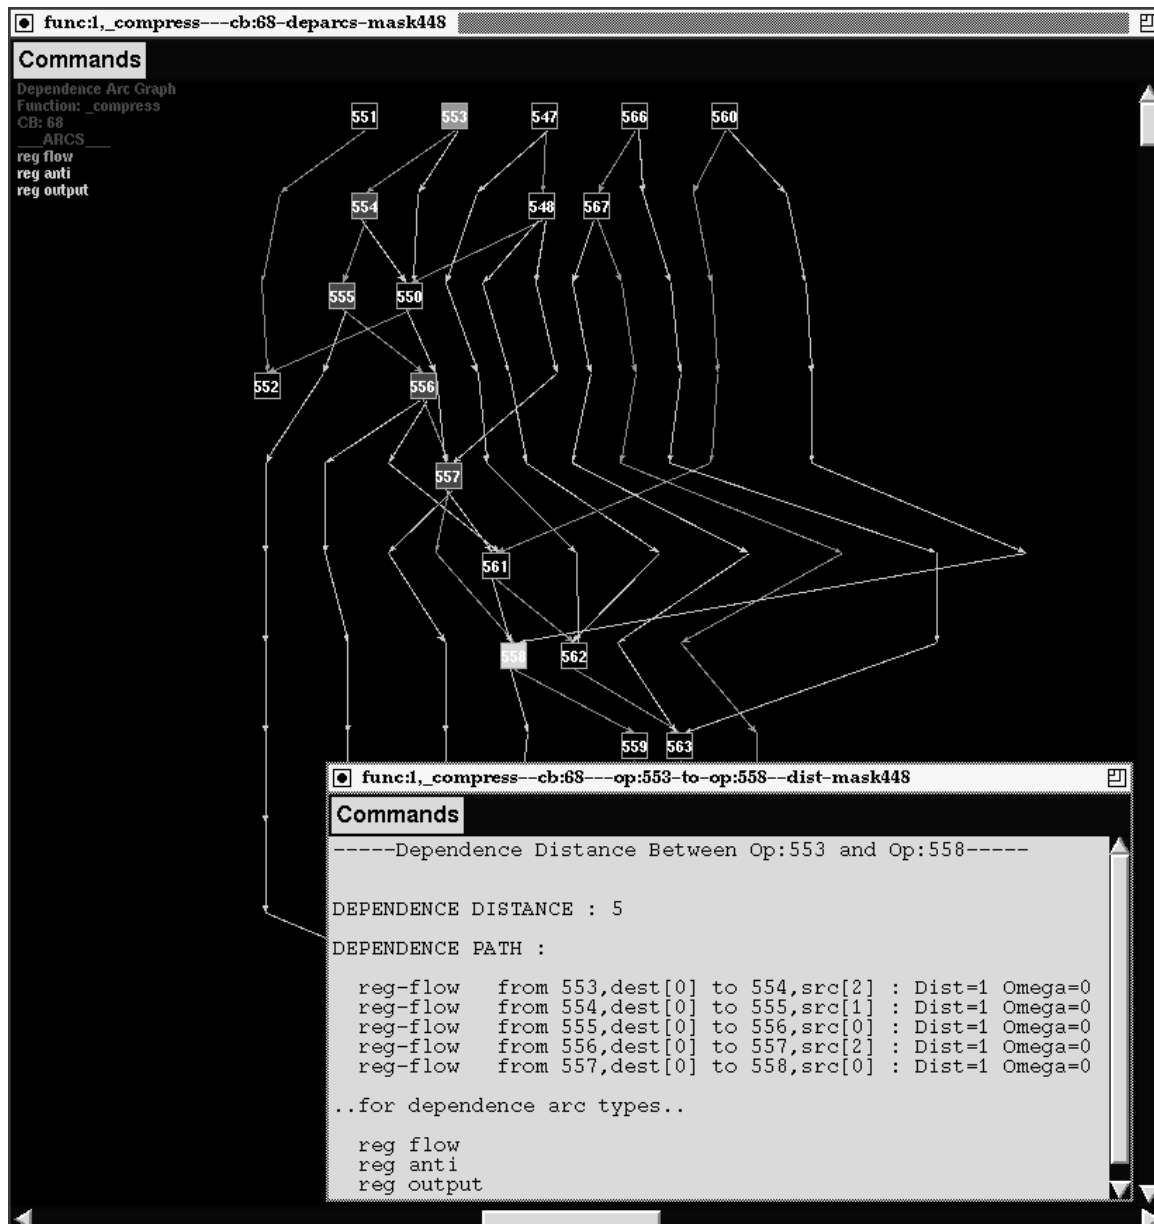 func:1,_compress---cb:68-deparcs-mask448
Commands
Dependence Arc Graph
Function: _compress
CB: 68
___ARCS___
reg flow
reg anti
reg output
551 553 547 566 560
554 548 567
555 550
552 556
557
561
558 562
559 563
func:1,_compress--cb:68---op:553-to-op:558--dist-mask448
Commands
-----Dependence Distance Between Op:553 and Op:558-----
DEPENDENCE DISTANCE : 5
DEPENDENCE PATH :
reg-flow from 553,dest[0] to 554,src[2] : Dist=1 Omega=0
reg-flow from 554,dest[0] to 555,src[1] : Dist=1 Omega=0
reg-flow from 555,dest[0] to 556,src[0] : Dist=1 Omega=0
reg-flow from 556,dest[0] to 557,src[2] : Dist=1 Omega=0
reg-flow from 557,dest[0] to 558,src[0] : Dist=1 Omega=0
..for dependence arc types..
reg flow
reg anti
reg output